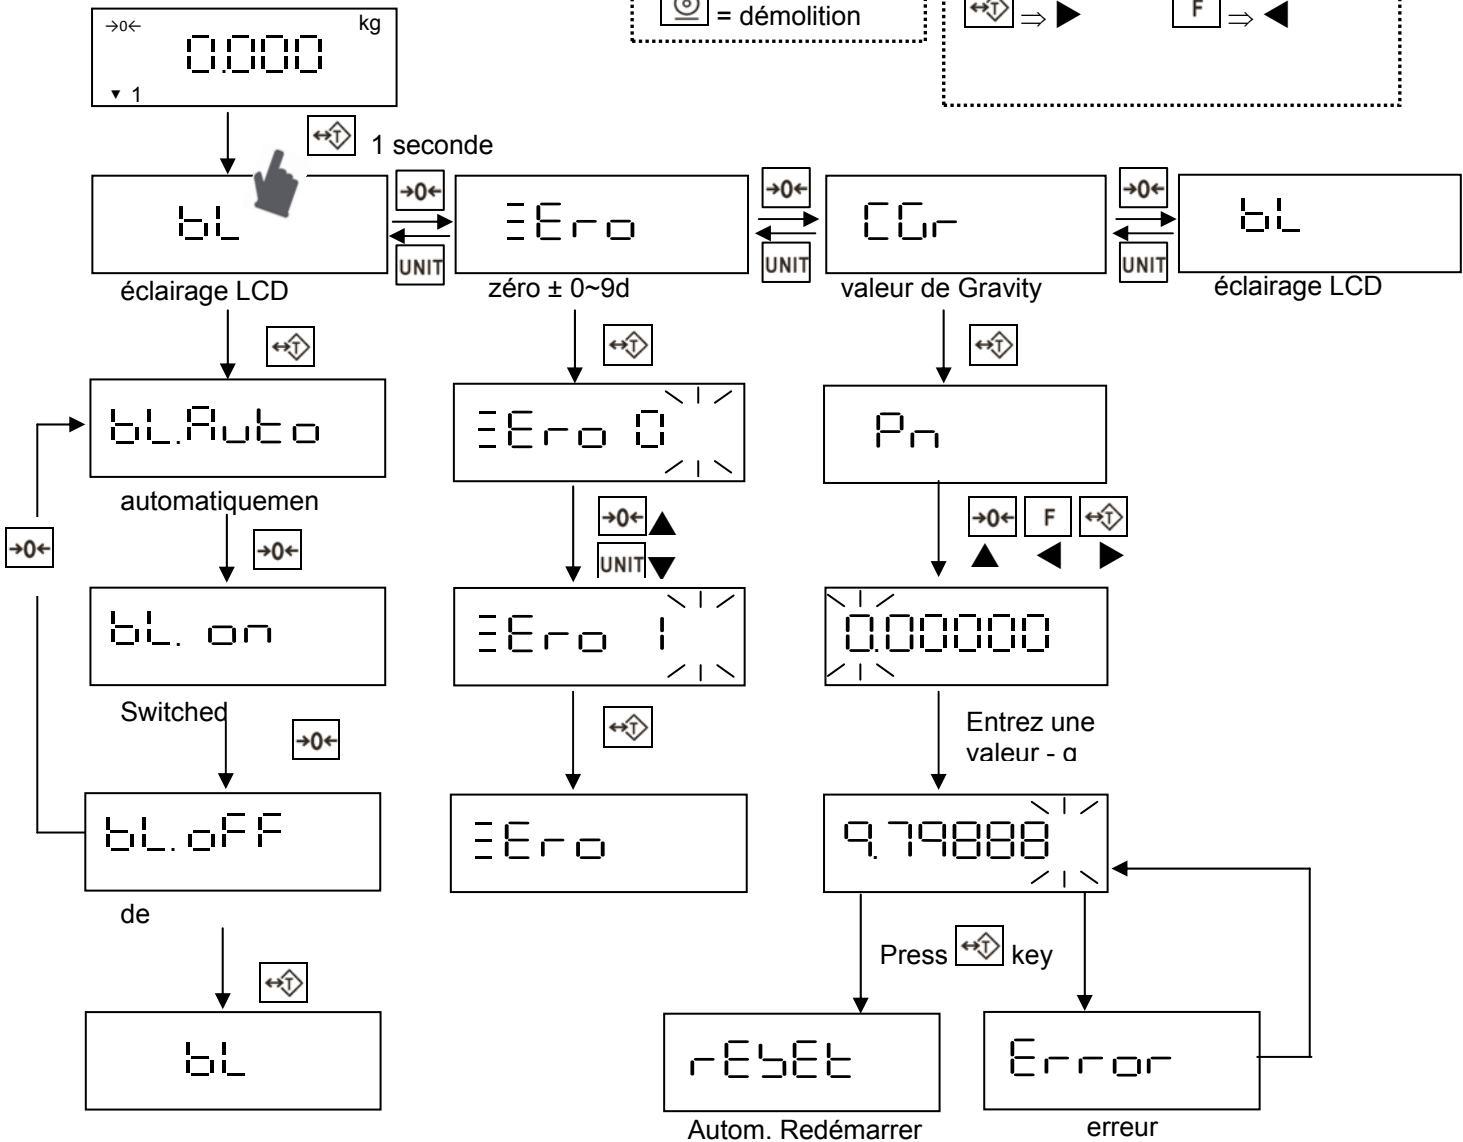 →0← kg
0.000
▼ 1
= démolition
↔T ⇒ ▶ F ⇒ ◀
↔T 1 seconde
bL →0← UNIT ZEro →0← UNIT CGr →0← UNIT bL
éclairage LCD zéro ± 0~9d valeur de Gravity éclairage LCD
↔T ↔T ↔T
bL.Auto ZEro 0 Pn
automatiquemen
→0← →0← →0← ▲ →0← F ↔T
UNIT ▼ ▲ ◀ ▶
bL. on ZEro 1 0.00000
Switched →0← ↔T Entrez une
valeur - g
bL.oFF ZEro 9.79888
de
↔T Press ↔T key
bL rESEt Error
Autom. Redémarrer erreur